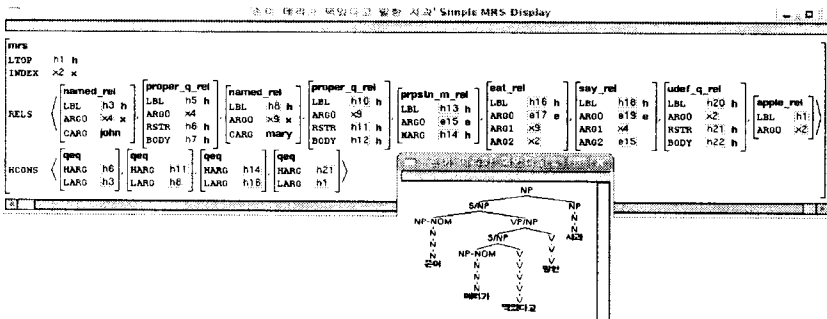 'Simple MRS Display
mrs
LTOP h1 h
INDEX x2 x
named_rel proper_q_rel named_rel proper_q_rel prpstn_m_rel eat_rel say_rel udef_q_rel apple_rel
LBL h3 h LBL h5 h LBL h8 h LBL h10 h LBL h13 h LBL h16 h LBL h18 h LBL h20 h LBL h1
RELS ARG0 x4 x ARG0 x4 ARG0 x9 x ARG0 x9 ARG0 e15 e ARG0 e17 e ARG0 e19 e ARG0 x2 ARG0 x2
CARG john RSTR h6 h CARG mary RSTR h11 h MARG h14 h ARG1 x9 ARG1 x4 RSTR h21 h
BODY h7 h BODY h12 h ARG2 x2 ARG2 e15 BODY h22 h
qeq qeq qeq qeq
HCONS HARG h6 HARG h11 HARG h14 HARG h21
LARG h3 LARG h8 LARG h16 LARG h1
NP
S/NP NP
NP-NOM VP/NP N
N S/NP V N
N NP-NOM V V 사과
N N V V
존이 N V 말한
N V
메리가 V
먹었다고